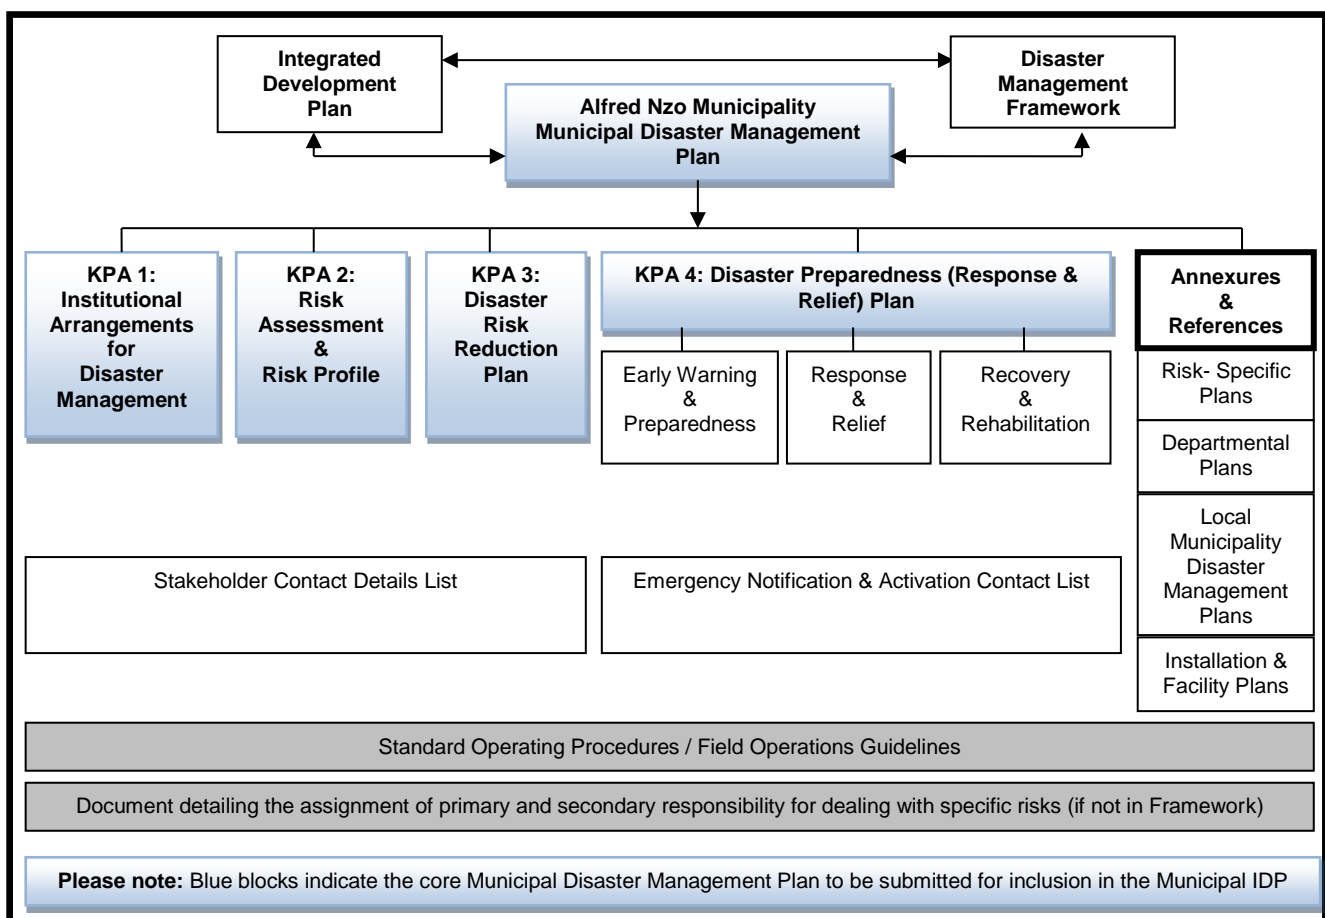 Integrated
Development
Plan
Disaster
Management
Framework
Alfred Nzo Municipality
Municipal Disaster Management
Plan
KPA 1:
Institutional
Arrangements
for
Disaster
Management
KPA 2:
Risk
Assessment
&
Risk Profile
KPA 3:
Disaster
Risk
Reduction
Plan
KPA 4: Disaster Preparedness (Response &
Relief) Plan
Early Warning
&
Preparedness
Response
&
Relief
Recovery
&
Rehabilitation
Annexures
&
References
Risk- Specific
Plans
Departmental
Plans
Local
Municipality
Disaster
Management
Plans
Installation &
Facility Plans
Stakeholder Contact Details List
Emergency Notification & Activation Contact List
Standard Operating Procedures / Field Operations Guidelines
Document detailing the assignment of primary and secondary responsibility for dealing with specific risks (if not in Framework)
Please note: Blue blocks indicate the core Municipal Disaster Management Plan to be submitted for inclusion in the Municipal IDP